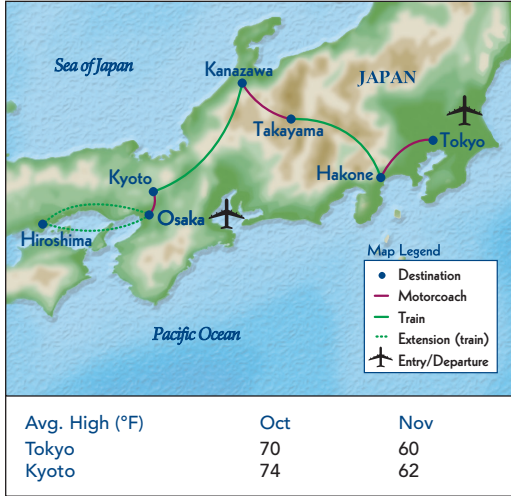 Sea of Japan
Kanazawa
JAPAN
Takayama
Tokyo
Hakone
Kyoto
Osaka
Hiroshima
Pacific Ocean
Map Legend
Destination
Motorcoach
Train
Extension (train)
Entry/Departure
Avg. High (°F) Oct Nov
Tokyo 70 60
Kyoto 74 62